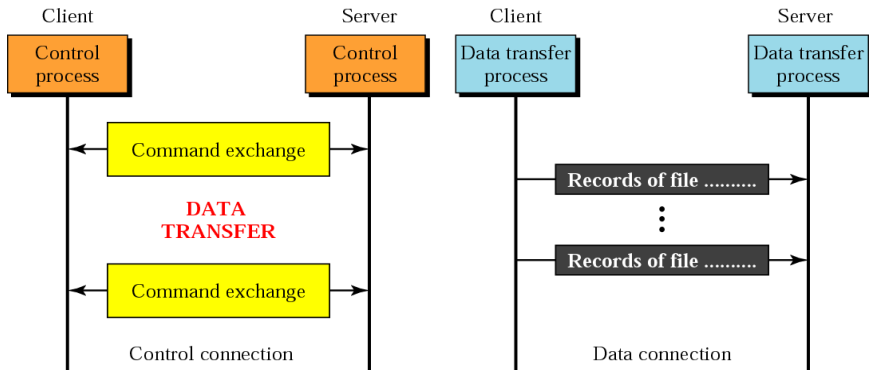 Client
Server
Control
process
Control
process
Command exchange
DATA
TRANSFER
Command exchange
Control connection
Client
Server
Data transfer
process
Data transfer
process
Records of file ..........
Records of file ..........
Data connection